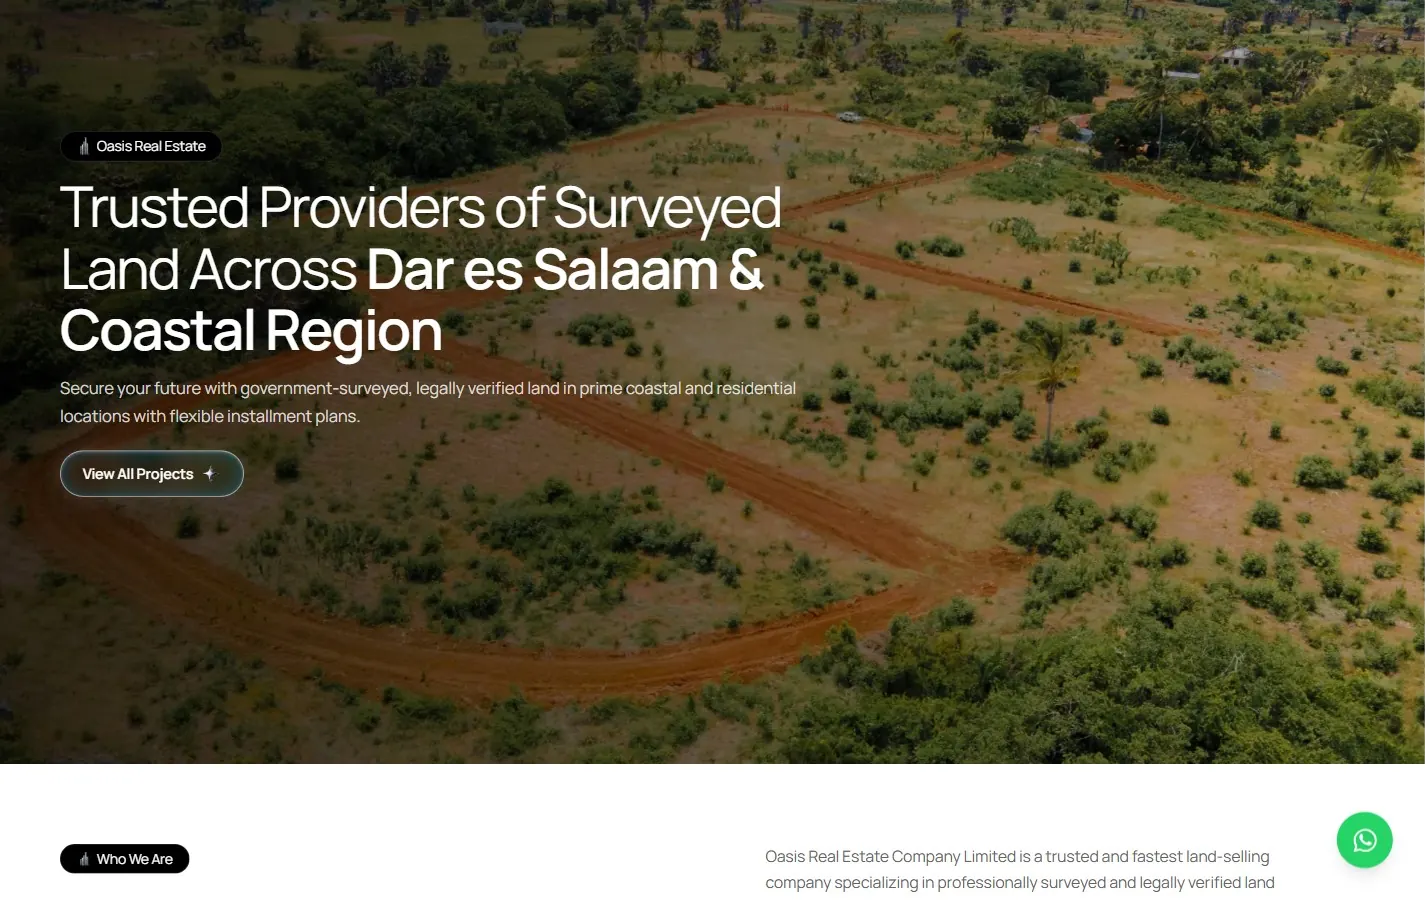 Oasis Real Estate
Trusted Providers of Surveyed
Land Across Dar es Salaam &
Coastal Region
Secure your future with government-surveyed, legally verified land in prime coastal and residential
locations with flexible installment plans.
View All Projects
Who We Are
Oasis Real Estate Company Limited is a trusted and fastest land-selling
company specializing in professionally surveyed and legally verified land